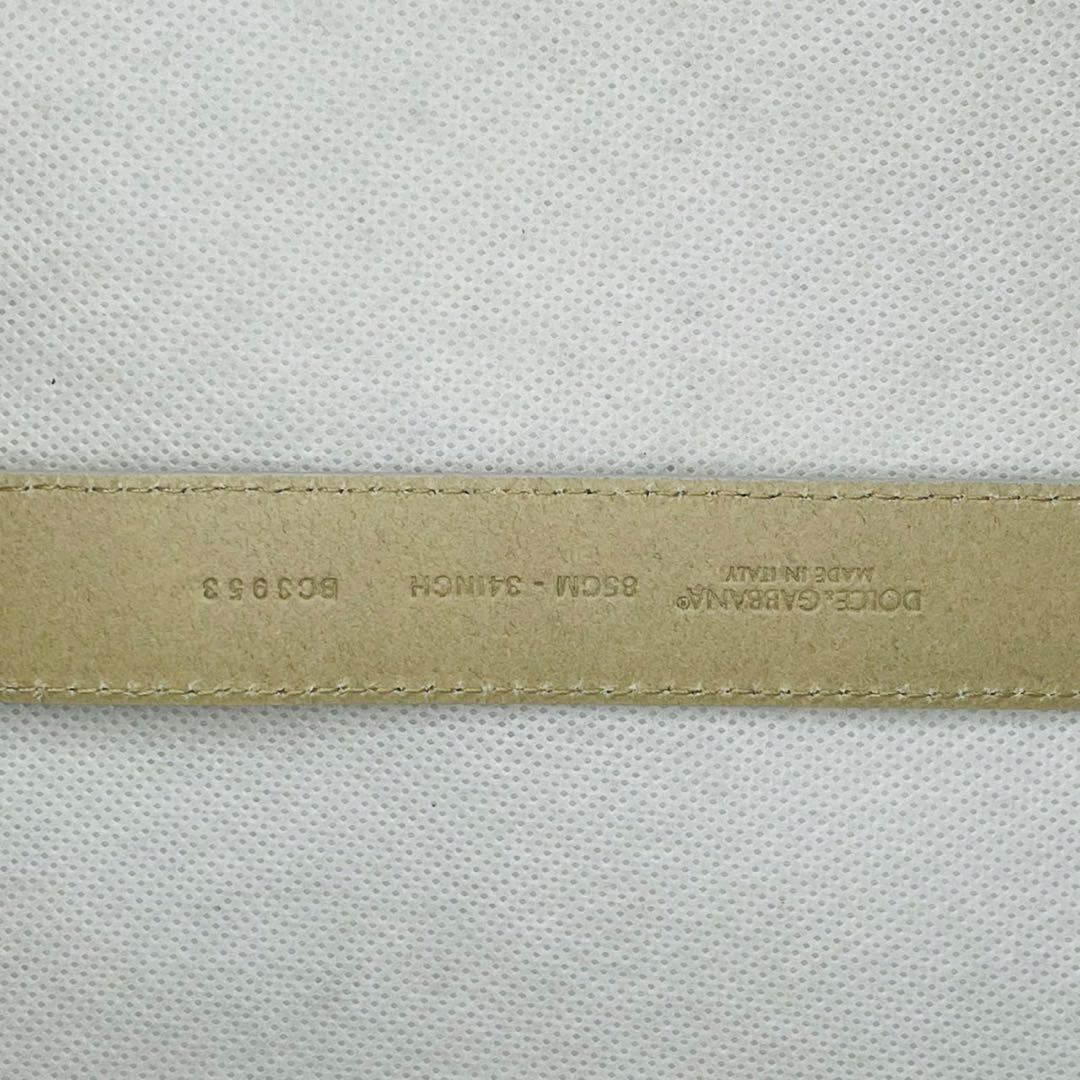 DOLCE&GABBANA®
MADE IN ITALY
85CM - 34INCH
BC3953